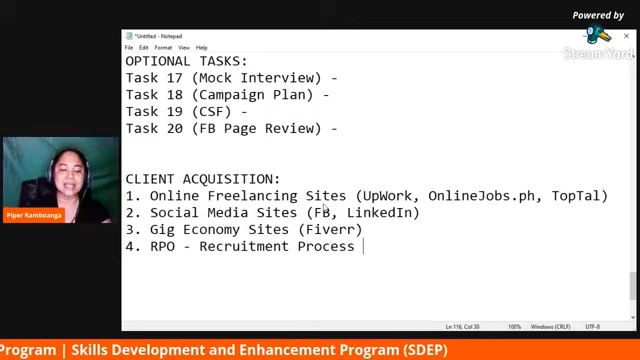 Powered by
StreamYard
*Untitled - Notepad
File Edit Format View Help
OPTIONAL TASKS:
Task 17 (Mock Interview) -
Task 18 (Campaign Plan) -
Task 19 (CSF) -
Task 20 (FB Page Review) -
CLIENT ACQUISITION:
1. Online Freelancing Sites (UpWork, OnlineJobs.ph, TopTal)
2. Social Media Sites (FB, LinkedIn)
3. Gig Economy Sites (Fiverr)
4. RPO - Recruitment Process
Piper Ramboanga
Ln 116, Col 30 100% Windows (CRLF) UTF-8
Program | Skills Development and Enhancement Program (SDEP)